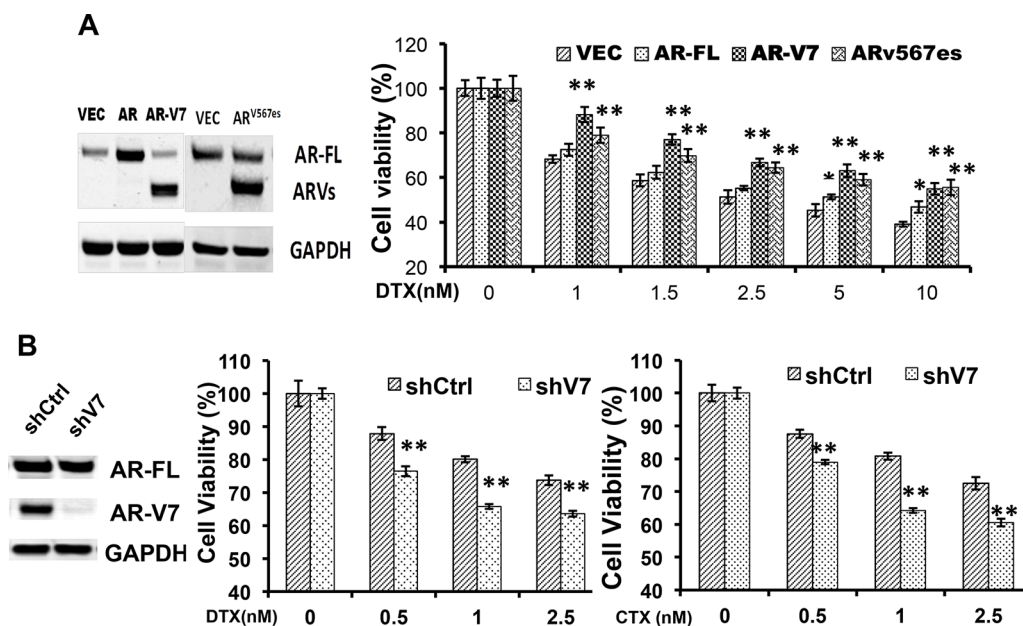 A
VEC AR AR-V7 VEC ARV567es
AR-FL
ARVs
GAPDH
Cell viability (%)
120
100
80
60
40
20
VEC AR-FL AR-V7 ARv567es
** **
** **
** **
* ** **
* ** **
DTX(nM) 0 1 1.5 2.5 5 10
B
shCtrl shV7
AR-FL
AR-V7
GAPDH
Cell Viability (%)
110
100
90
80
70
60
50
40
shCtrl shV7
** ** **
DTX(nM) 0 0.5 1 2.5
Cell Viability (%)
110
100
90
80
70
60
50
40
shCtrl shV7
** ** **
CTX (nM) 0 0.5 1 2.5